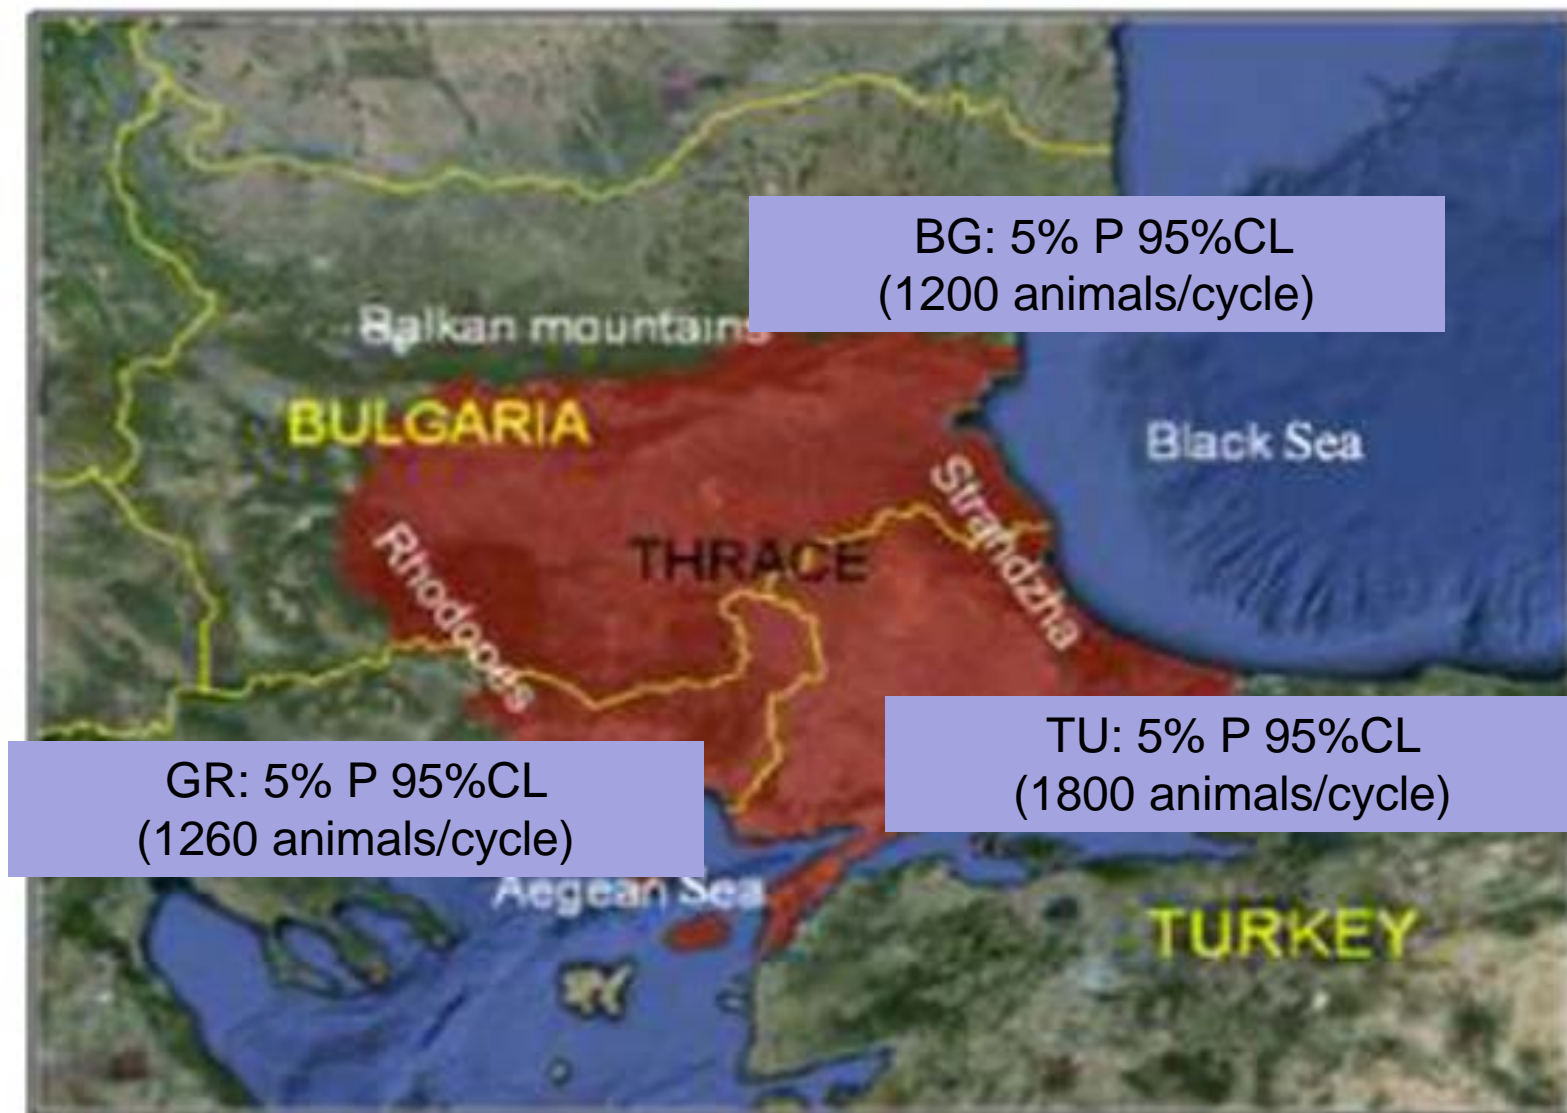 BG: 5% P 95%CL
(1200 animals/cycle)
Balkan mountains
BULGARIA
Black Sea
Strandzha
THRACE
Rhodopes
TU: 5% P 95%CL
(1800 animals/cycle)
GR: 5% P 95%CL
(1260 animals/cycle)
Aegean Sea
TURKEY